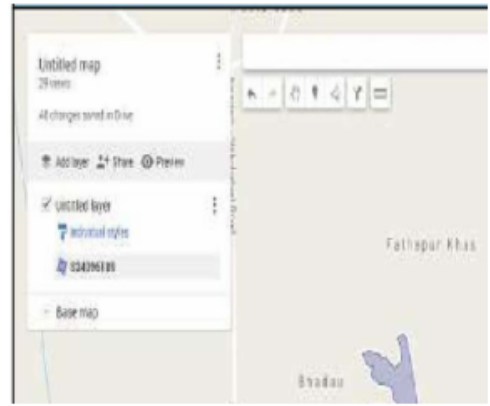 Untitled map
29 views
All changes saved in Drive
Add layer Share Preview
Untitled layer
Individual styles
Base map
Fathepur Khas
Bhadau